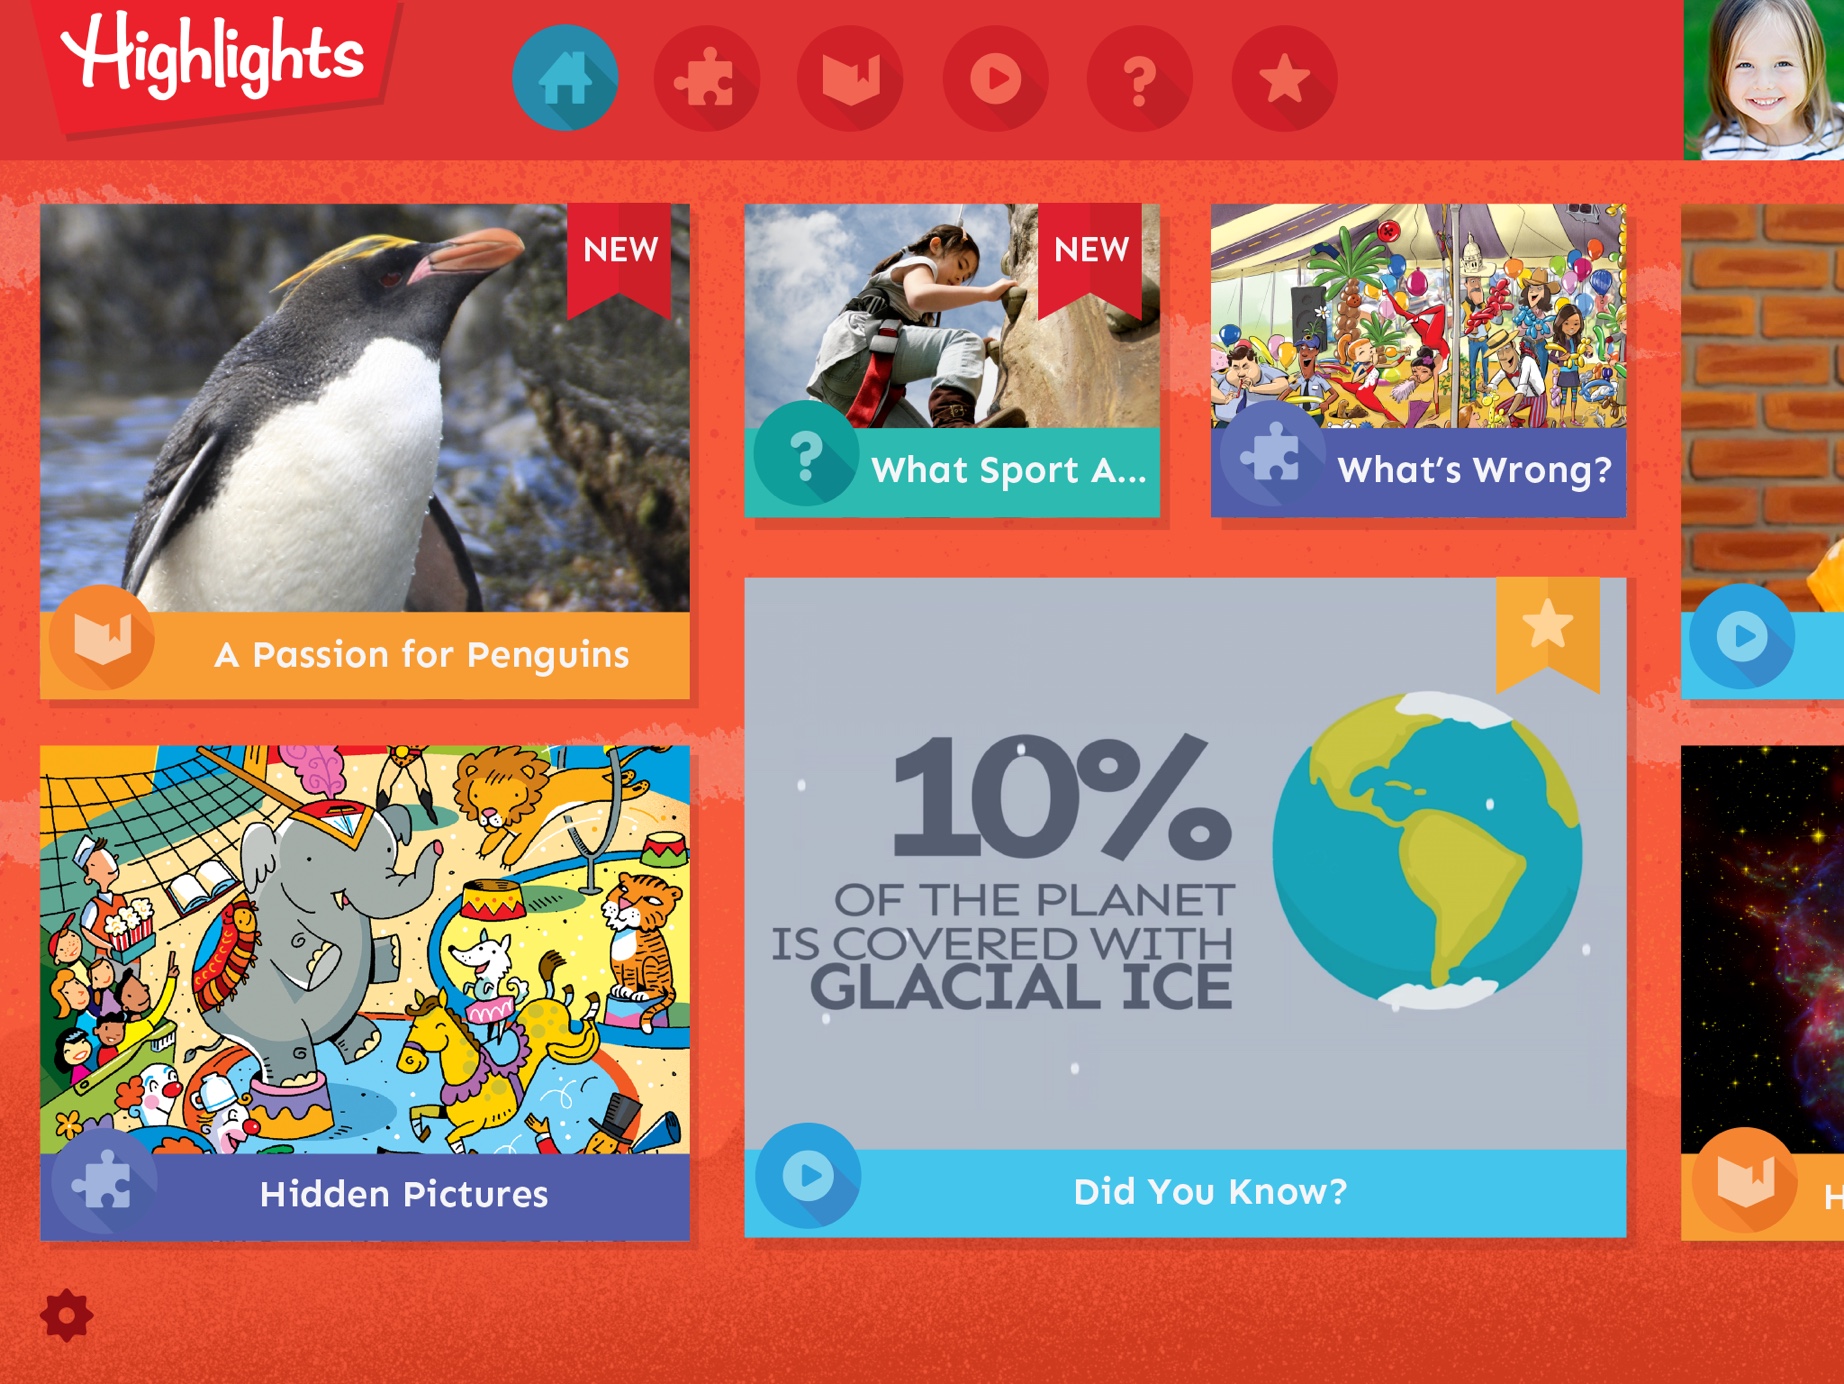 Highlights
NEW
NEW
What Sport A...
What's Wrong?
A Passion for Penguins
10%
OF THE PLANET
IS COVERED WITH
GLACIAL ICE
Hidden Pictures
Did You Know?
H